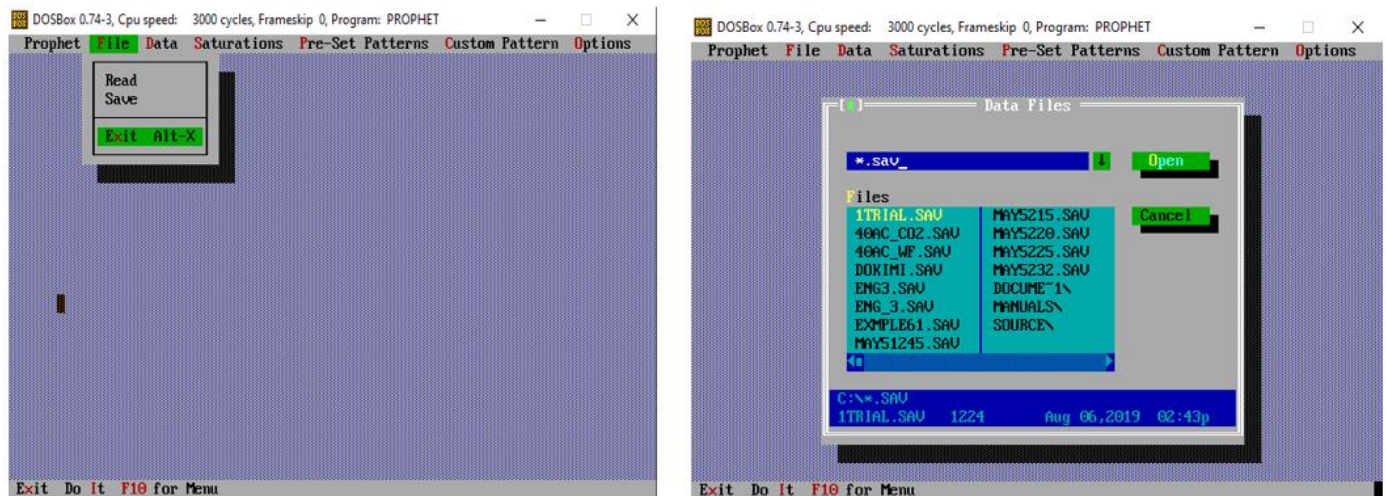 DOSBox 0.74-3, Cpu speed: 3000 cycles, Frameskip 0, Program: PROPHET
Prophet File Data Saturations Pre-Set Patterns Custom Pattern Options
Read
Save
Exit Alt-X
Exit Do It F10 for Menu
DOSBox 0.74-3, Cpu speed: 3000 cycles, Frameskip 0, Program: PROPHET
Prophet File Data Saturations Pre-Set Patterns Custom Pattern Options
Data Files
*.sav_
Open
Files
Cancel
1TRIAL.SAV
40AC_CO2.SAV
40AC_WF.SAV
DOKIMI.SAV
ENG3.SAV
ENG_3.SAV
EXMPLE61.SAV
MAY51245.SAV
MAY5215.SAV
MAY5220.SAV
MAY5225.SAV
MAY5232.SAV
DOCUME~1\
MANUALS\
SOURCE\
C:\*.SAV
1TRIAL.SAV 1224 Aug 06,2019 02:43p
Exit Do It F10 for Menu